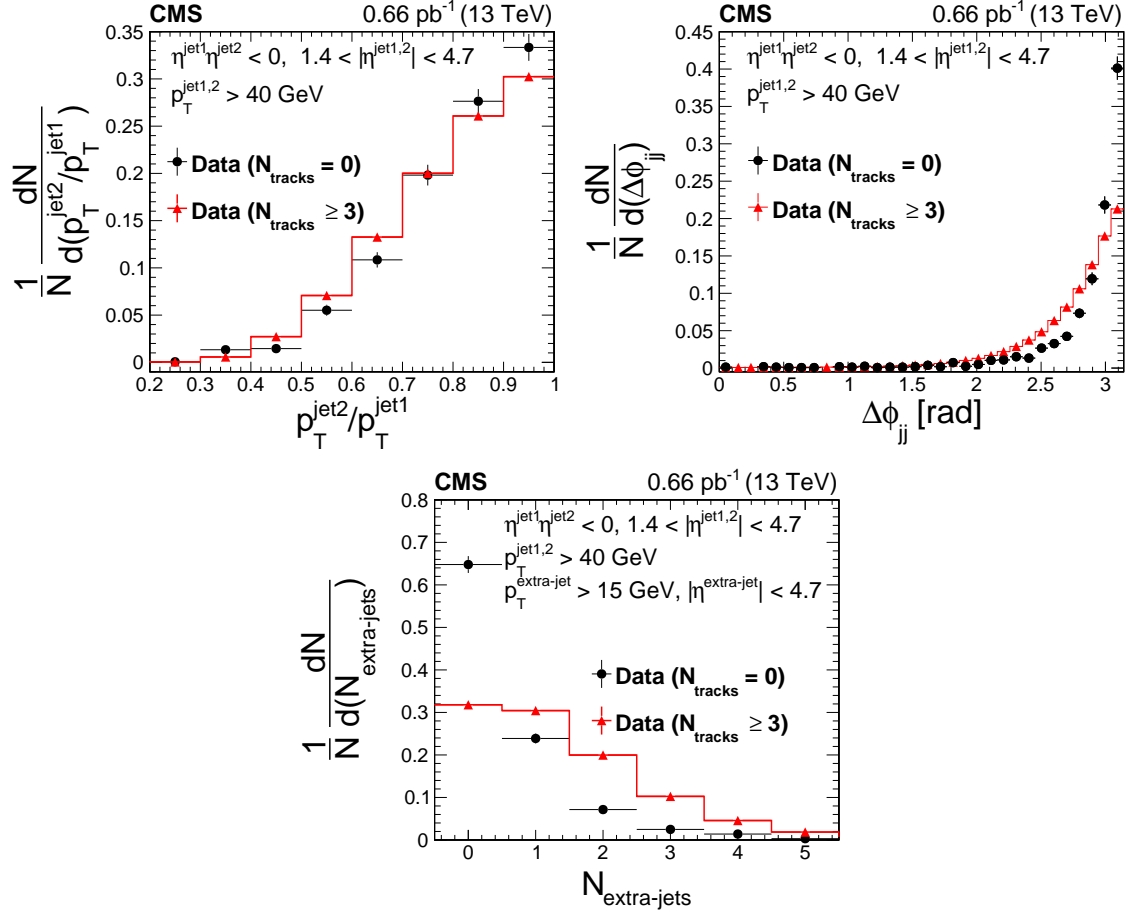 CMS 0.66 pb⁻¹ (13 TeV)
η^jet1 η^jet2 < 0, 1.4 < |η^jet1,2| < 4.7
p_T^jet1,2 > 40 GeV
Data (N_tracks = 0)
Data (N_tracks ≥ 3)
1/N dN/d(p_T^jet2/p_T^jet1)
0.35
0.3
0.25
0.2
0.15
0.1
0.05
0
0.2 0.3 0.4 0.5 0.6 0.7 0.8 0.9 1
p_T^jet2/p_T^jet1
CMS 0.66 pb⁻¹ (13 TeV)
η^jet1 η^jet2 < 0, 1.4 < |η^jet1,2| < 4.7
p_T^jet1,2 > 40 GeV
Data (N_tracks = 0)
Data (N_tracks ≥ 3)
1/N dN/d(Δϕ_jj)
0.45
0.4
0.35
0.3
0.25
0.2
0.15
0.1
0.05
0
0 0.5 1 1.5 2 2.5 3
Δϕ_jj [rad]
CMS 0.66 pb⁻¹ (13 TeV)
η^jet1 η^jet2 < 0, 1.4 < |η^jet1,2| < 4.7
p_T^jet1,2 > 40 GeV
p_T^extra-jet > 15 GeV, |η^extra-jet| < 4.7
Data (N_tracks = 0)
Data (N_tracks ≥ 3)
1/N dN/d(N_extra-jets)
0.8
0.7
0.6
0.5
0.4
0.3
0.2
0.1
0
0 1 2 3 4 5
N_extra-jets